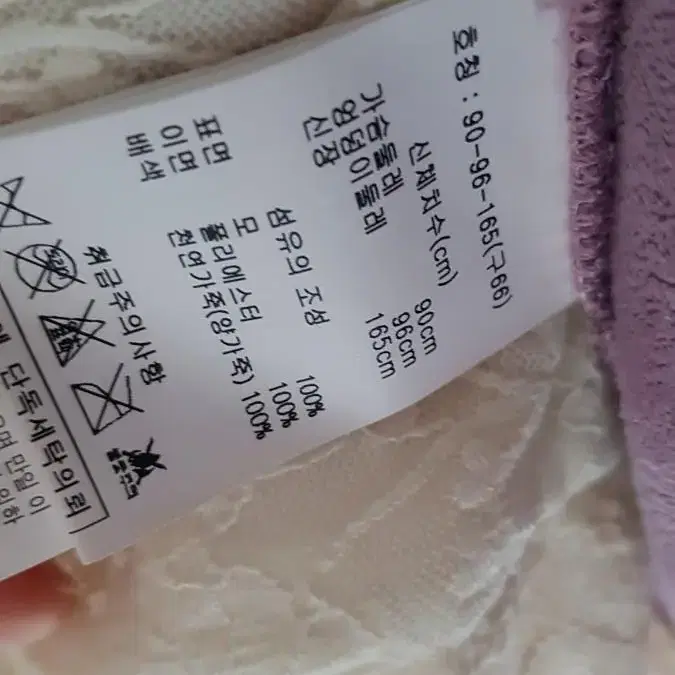 호칭 : 90-96-165(구66)
신체치수(cm)
가슴둘레 90cm
엉덩이둘레 96cm
신장 165cm
섬유의 조성
표면 모 100%
이면 폴리에스터 100%
배색 천연가죽(양가죽) 100%
취급주의사항
단독세탁의뢰
만일 이